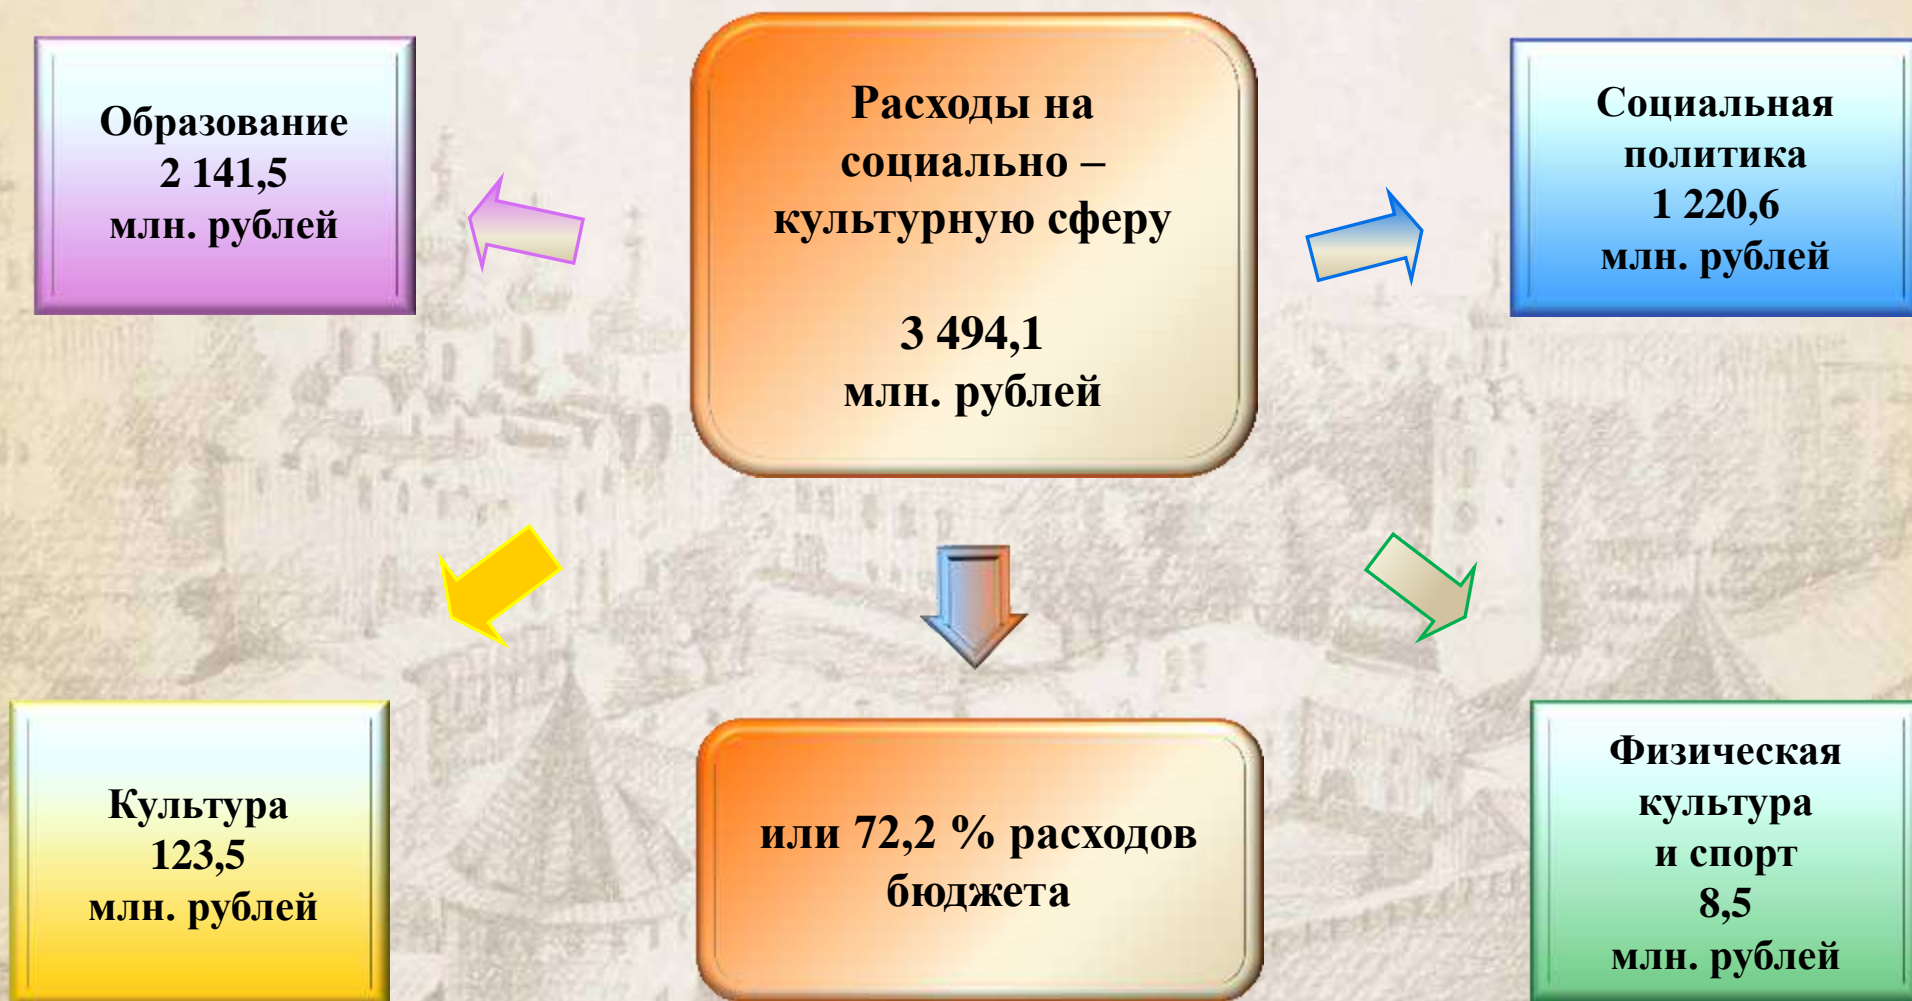 Образование
2 141,5
млн. рублей
Расходы на
социально –
культурную сферу
3 494,1
млн. рублей
Социальная
политика
1 220,6
млн. рублей
Культура
123,5
млн. рублей
или 72,2 % расходов
бюджета
Физическая
культура
и спорт
8,5
млн. рублей